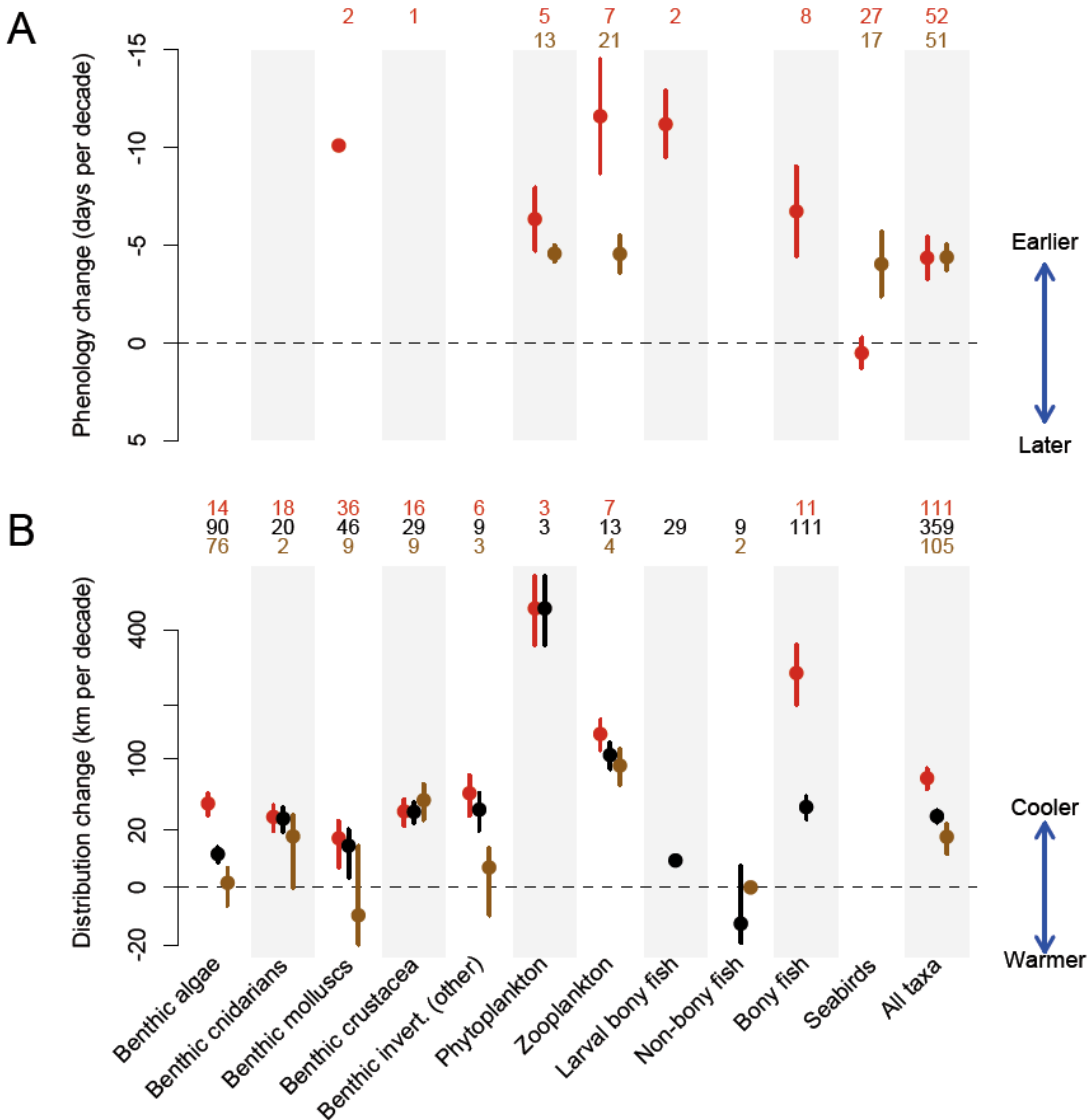 A
2 1 5 7 2 8 27 52
13 21 17 51
-15
-10
-5
0
5
Phenology change (days per decade)
Earlier
Later
B
14 18 36 16 6 3 7 11 111
90 20 46 29 9 3 13 29 9 111 359
76 2 9 9 3 4 2 105
400
100
20
0
-20
Distribution change (km per decade)
Cooler
Warmer
Benthic algae
Benthic cnidarians
Benthic molluscs
Benthic crustacea
Benthic invert. (other)
Phytoplankton
Zooplankton
Larval bony fish
Non-bony fish
Bony fish
Seabirds
All taxa